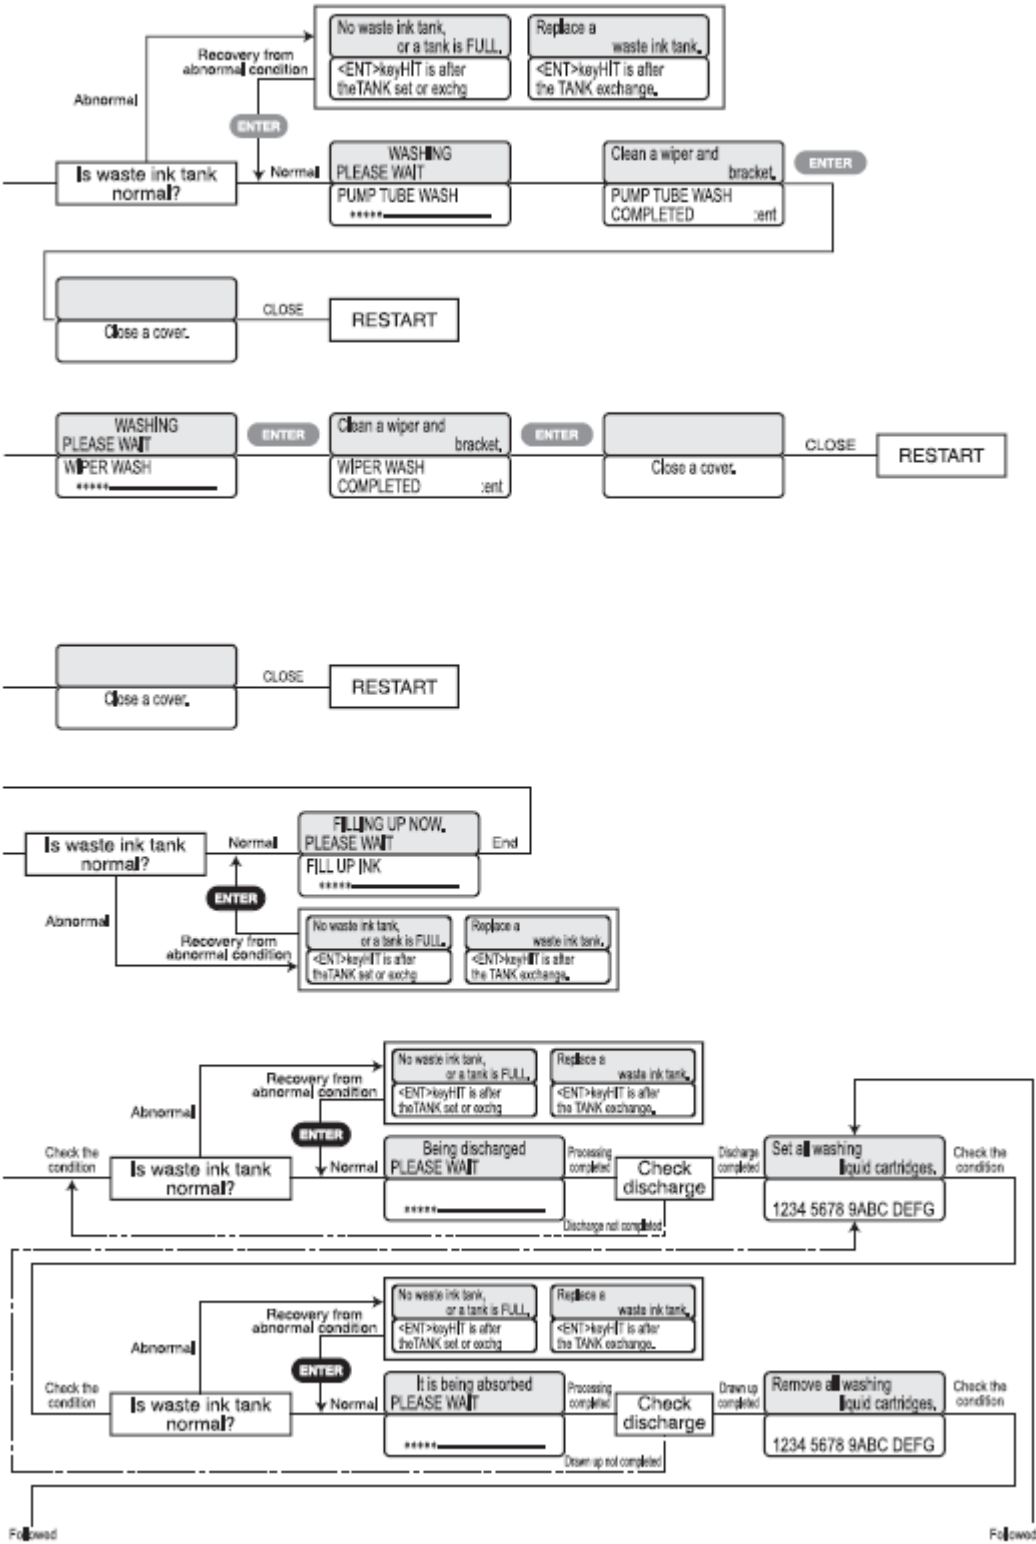 No waste ink tank,
or a tank is FULL.
<ENT>keyHIT is after
theTANK set or exchg
Replace a
waste ink tank.
<ENT>keyHIT is after
the TANK exchange.
Recovery from
abnormal condition
Abnormal
ENTER
Is waste ink tank
normal?
Normal
WASHING
PLEASE WAIT
PUMP TUBE WASH
*****
Clean a wiper and
bracket.
PUMP TUBE WASH
COMPLETED :ent
ENTER
Close a cover.
CLOSE
RESTART
WASHING
PLEASE WAIT
WIPER WASH
*****
ENTER
Clean a wiper and
bracket.
WIPER WASH
COMPLETED :ent
ENTER
Close a cover.
CLOSE
RESTART
Close a cover.
CLOSE
RESTART
Is waste ink tank
normal?
Normal
FILLING UP NOW.
PLEASE WAIT
FILL UP INK
*****
End
ENTER
Abnormal
Recovery from
abnormal condition
No waste ink tank,
or a tank is FULL.
<ENT>keyHIT is after
theTANK set or exchg
Replace a
waste ink tank.
<ENT>keyHIT is after
the TANK exchange.
No waste ink tank,
or a tank is FULL.
<ENT>keyHIT is after
theTANK set or exchg
Replace a
waste ink tank.
<ENT>keyHIT is after
the TANK exchange.
Recovery from
abnormal condition
Abnormal
ENTER
Check the
condition
Is waste ink tank
normal?
Normal
Being discharged
PLEASE WAIT
*****
Processing
completed
Check
discharge
Discharge
completed
Set all washing
liquid cartridges.
1234 5678 9ABC DEFG
Check the
condition
Discharge not completed
No waste ink tank,
or a tank is FULL.
<ENT>keyHIT is after
theTANK set or exchg
Replace a
waste ink tank.
<ENT>keyHIT is after
the TANK exchange.
Recovery from
abnormal condition
Abnormal
ENTER
Check the
condition
Is waste ink tank
normal?
Normal
It is being absorbed
PLEASE WAIT
*****
Processing
completed
Check
discharge
Drawn up
completed
Remove all washing
liquid cartridges.
1234 5678 9ABC DEFG
Check the
condition
Drawn up not completed
Followed
Followed